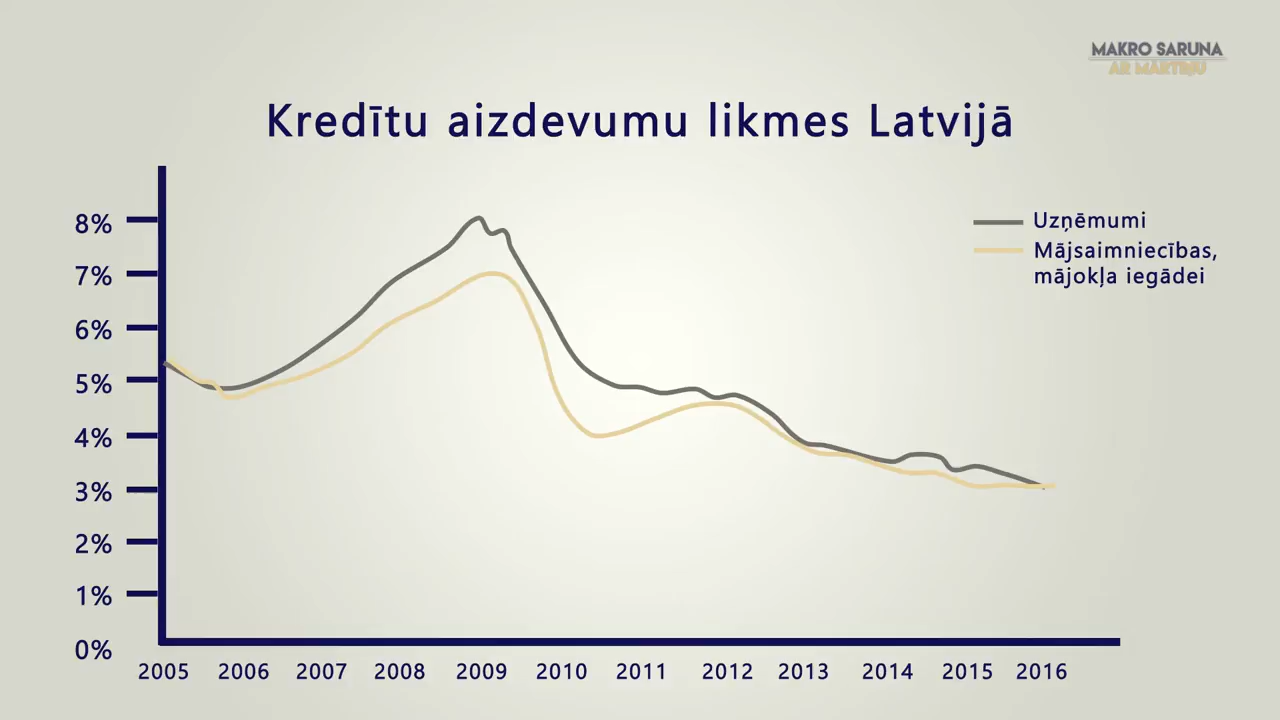 MAKRO SARUNA
AR MĀRTIŅU
Kredītu aizdevumu likmes Latvijā
8%
7%
6%
5%
4%
3%
2%
1%
0%
Uzņēmumi
Mājsaimniecības,
mājokļa iegādei
2005 2006 2007 2008 2009 2010 2011 2012 2013 2014 2015 2016